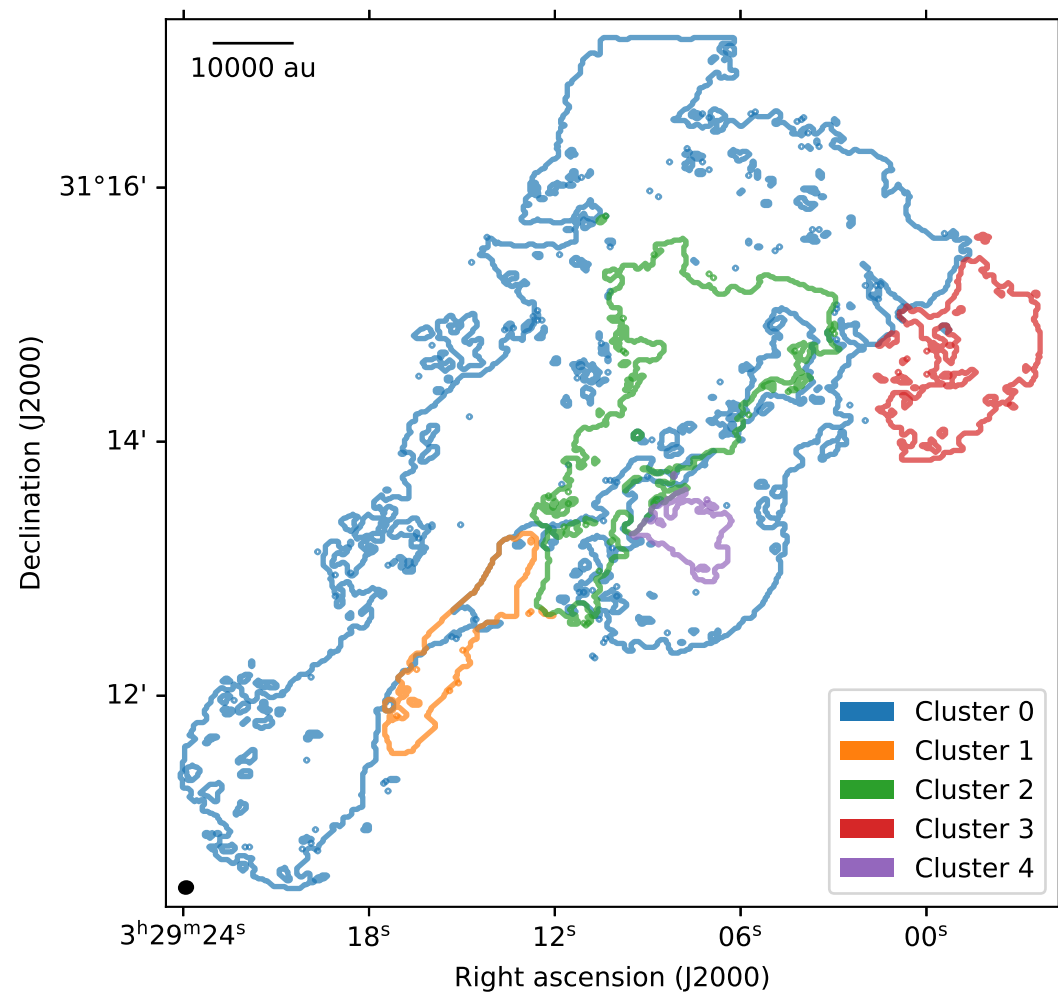 10000 au
31°16'
14'
12'
Declination (J2000)
Cluster 0
Cluster 1
Cluster 2
Cluster 3
Cluster 4
3ʰ29ᵐ24ˢ 18ˢ 12ˢ 06ˢ 00ˢ
Right ascension (J2000)